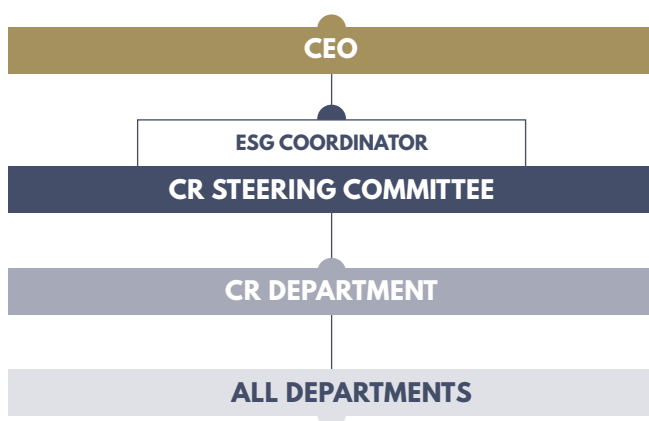 CEO
ESG COORDINATOR
CR STEERING COMMITTEE
CR DEPARTMENT
ALL DEPARTMENTS